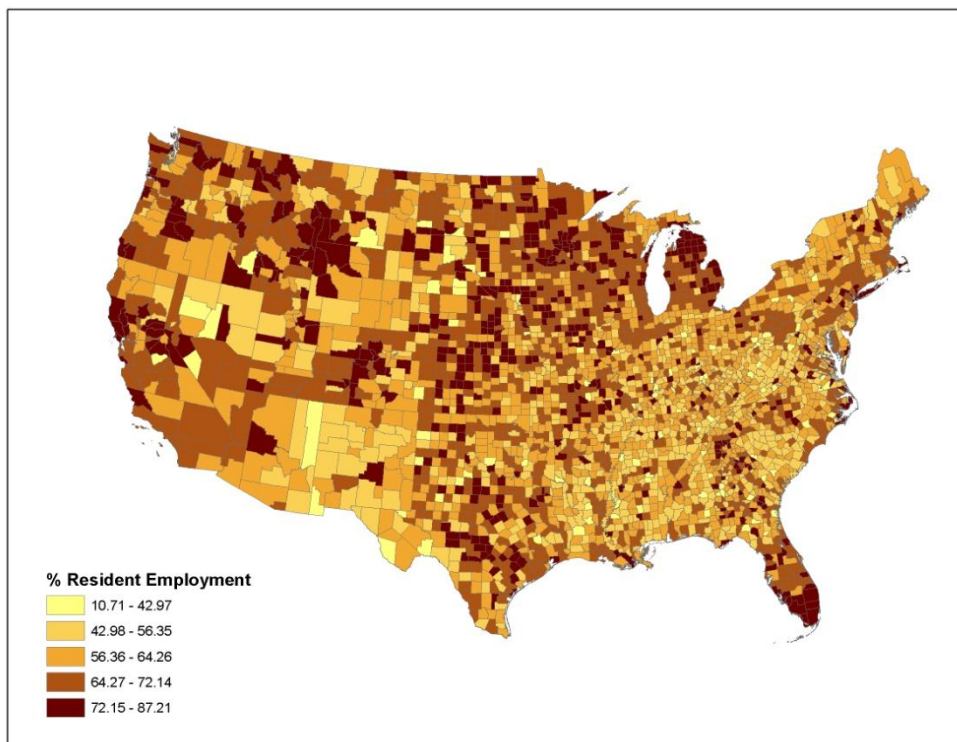 % Resident Employment
10.71 - 42.97
42.98 - 56.35
56.36 - 64.26
64.27 - 72.14
72.15 - 87.21